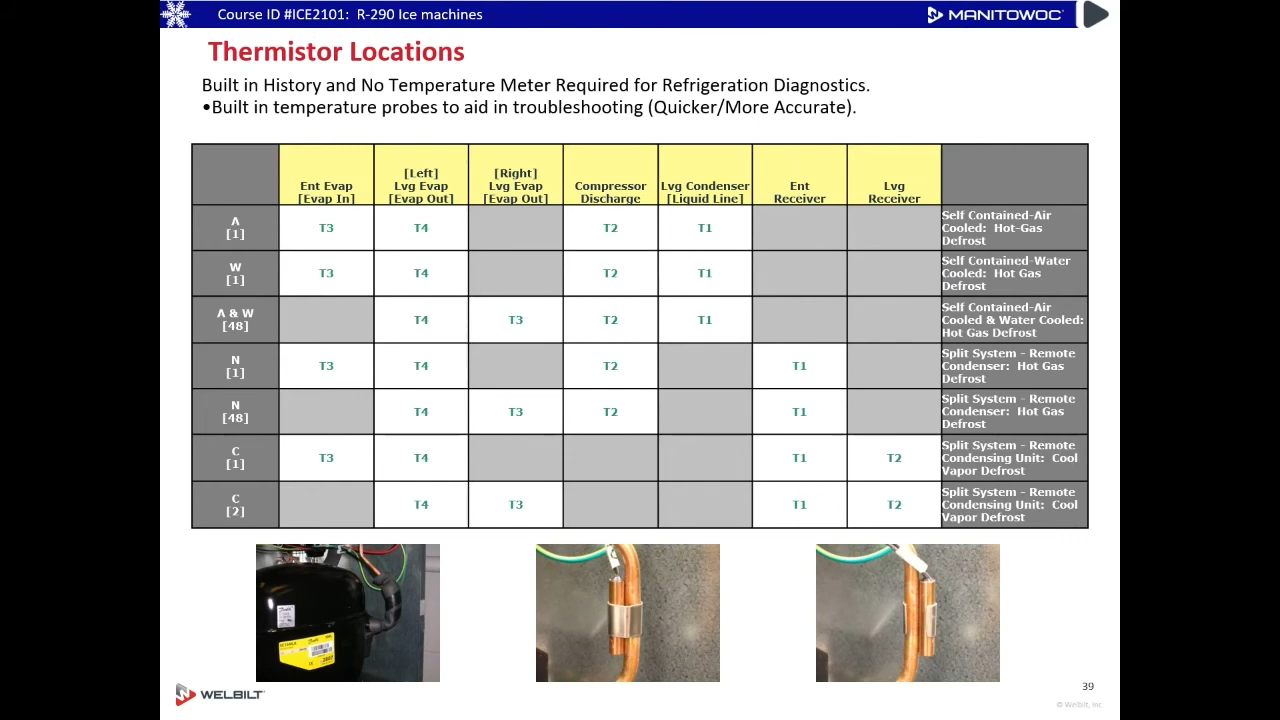 Course ID #ICE2101: R-290 Ice machines
MANITOWOC
Thermistor Locations
Built in History and No Temperature Meter Required for Refrigeration Diagnostics.
•Built in temperature probes to aid in troubleshooting (Quicker/More Accurate).
Ent Evap
[Evap In]
[Left]
Lvg Evap
[Evap Out]
[Right]
Lvg Evap
[Evap Out]
Compressor
Discharge
Lvg Condenser
[Liquid Line]
Ent
Receiver
Lvg
Receiver
A
[1]
T3
T4
T2
T1
Self Contained-Air
Cooled: Hot-Gas
Defrost
W
[1]
T3
T4
T2
T1
Self Contained-Water
Cooled: Hot Gas
Defrost
A & W
[48]
T4
T3
T2
T1
Self Contained-Air
Cooled & Water Cooled:
Hot Gas Defrost
N
[1]
T3
T4
T2
T1
Split System - Remote
Condenser: Hot Gas
Defrost
N
[48]
T4
T3
T2
T1
Split System - Remote
Condenser: Hot Gas
Defrost
C
[1]
T3
T4
T1
T2
Split System - Remote
Condensing Unit: Cool
Vapor Defrost
C
[2]
T4
T3
T1
T2
Split System - Remote
Condensing Unit: Cool
Vapor Defrost
WELBILT
39
© Welbilt, Inc.